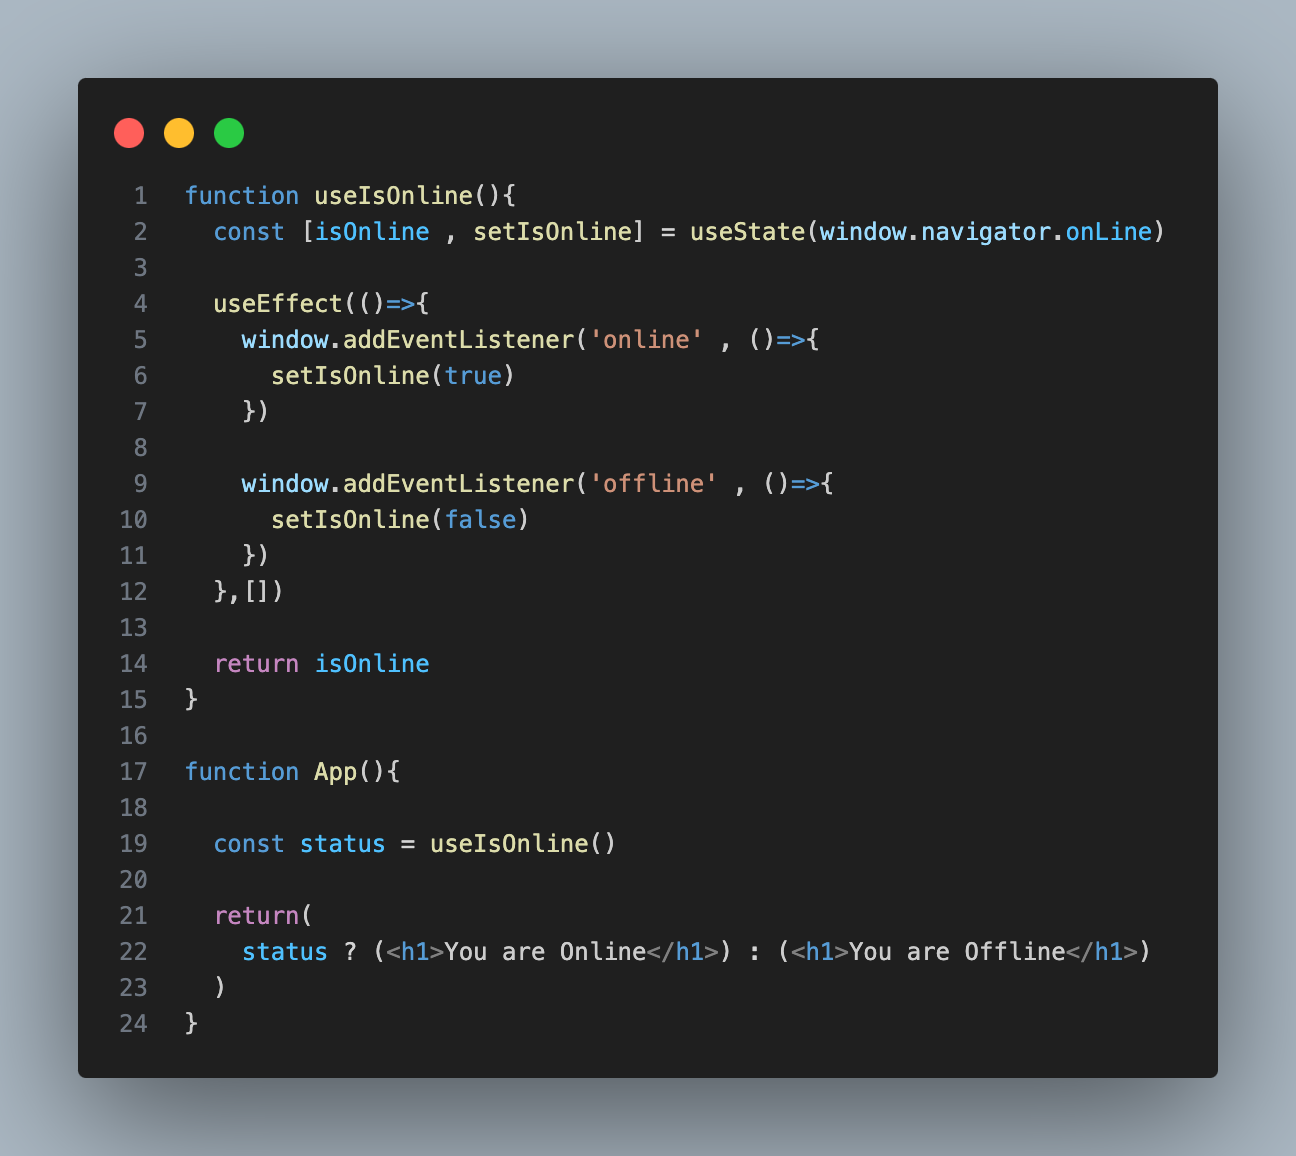 1 function useIsOnline(){
2 const [isOnline , setIsOnline] = useState(window.navigator.onLine)
3
4 useEffect(()=>{
5 window.addEventListener('online' , ()=>{
6 setIsOnline(true)
7 })
8
9 window.addEventListener('offline' , ()=>{
10 setIsOnline(false)
11 })
12 },[])
13
14 return isOnline
15 }
16
17 function App(){
18
19 const status = useIsOnline()
20
21 return(
22 status ? (<h1>You are Online</h1>) : (<h1>You are Offline</h1>)
23 )
24 }